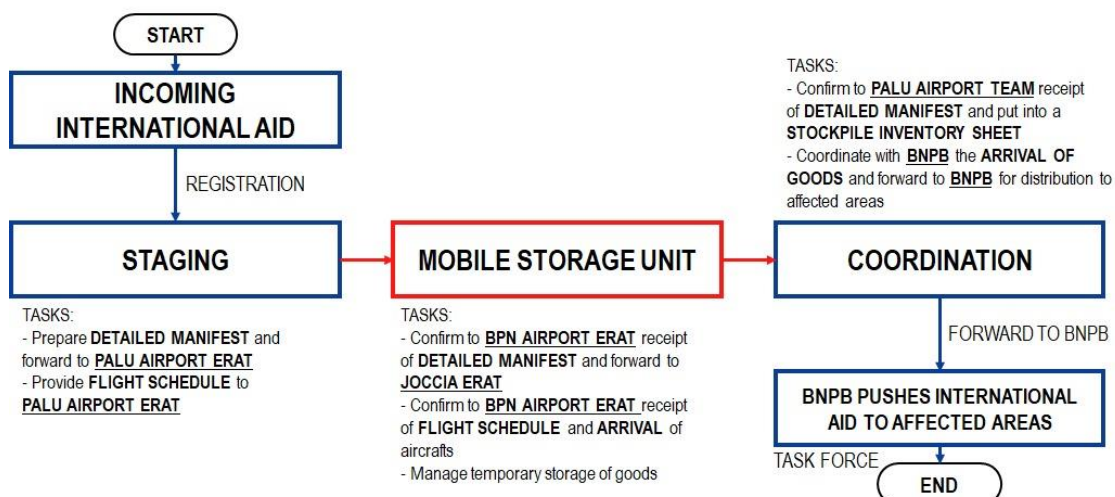 START
INCOMING
INTERNATIONAL AID
REGISTRATION
STAGING
TASKS:
- Prepare DETAILED MANIFEST and
forward to PALU AIRPORT ERAT
- Provide FLIGHT SCHEDULE to
PALU AIRPORT ERAT
MOBILE STORAGE UNIT
TASKS:
- Confirm to BPN AIRPORT ERAT receipt
of DETAILED MANIFEST and forward to
JOCCIA ERAT
- Confirm to BPN AIRPORT ERAT receipt
of FLIGHT SCHEDULE and ARRIVAL of
aircrafts
- Manage temporary storage of goods
TASKS:
- Confirm to PALU AIRPORT TEAM receipt
of DETAILED MANIFEST and put into a
STOCKPILE INVENTORY SHEET
- Coordinate with BNPB the ARRIVAL OF
GOODS and forward to BNPB for distribution to
affected areas
COORDINATION
FORWARD TO BNPB
BNPB PUSHES INTERNATIONAL
AID TO AFFECTED AREAS
TASK FORCE
END